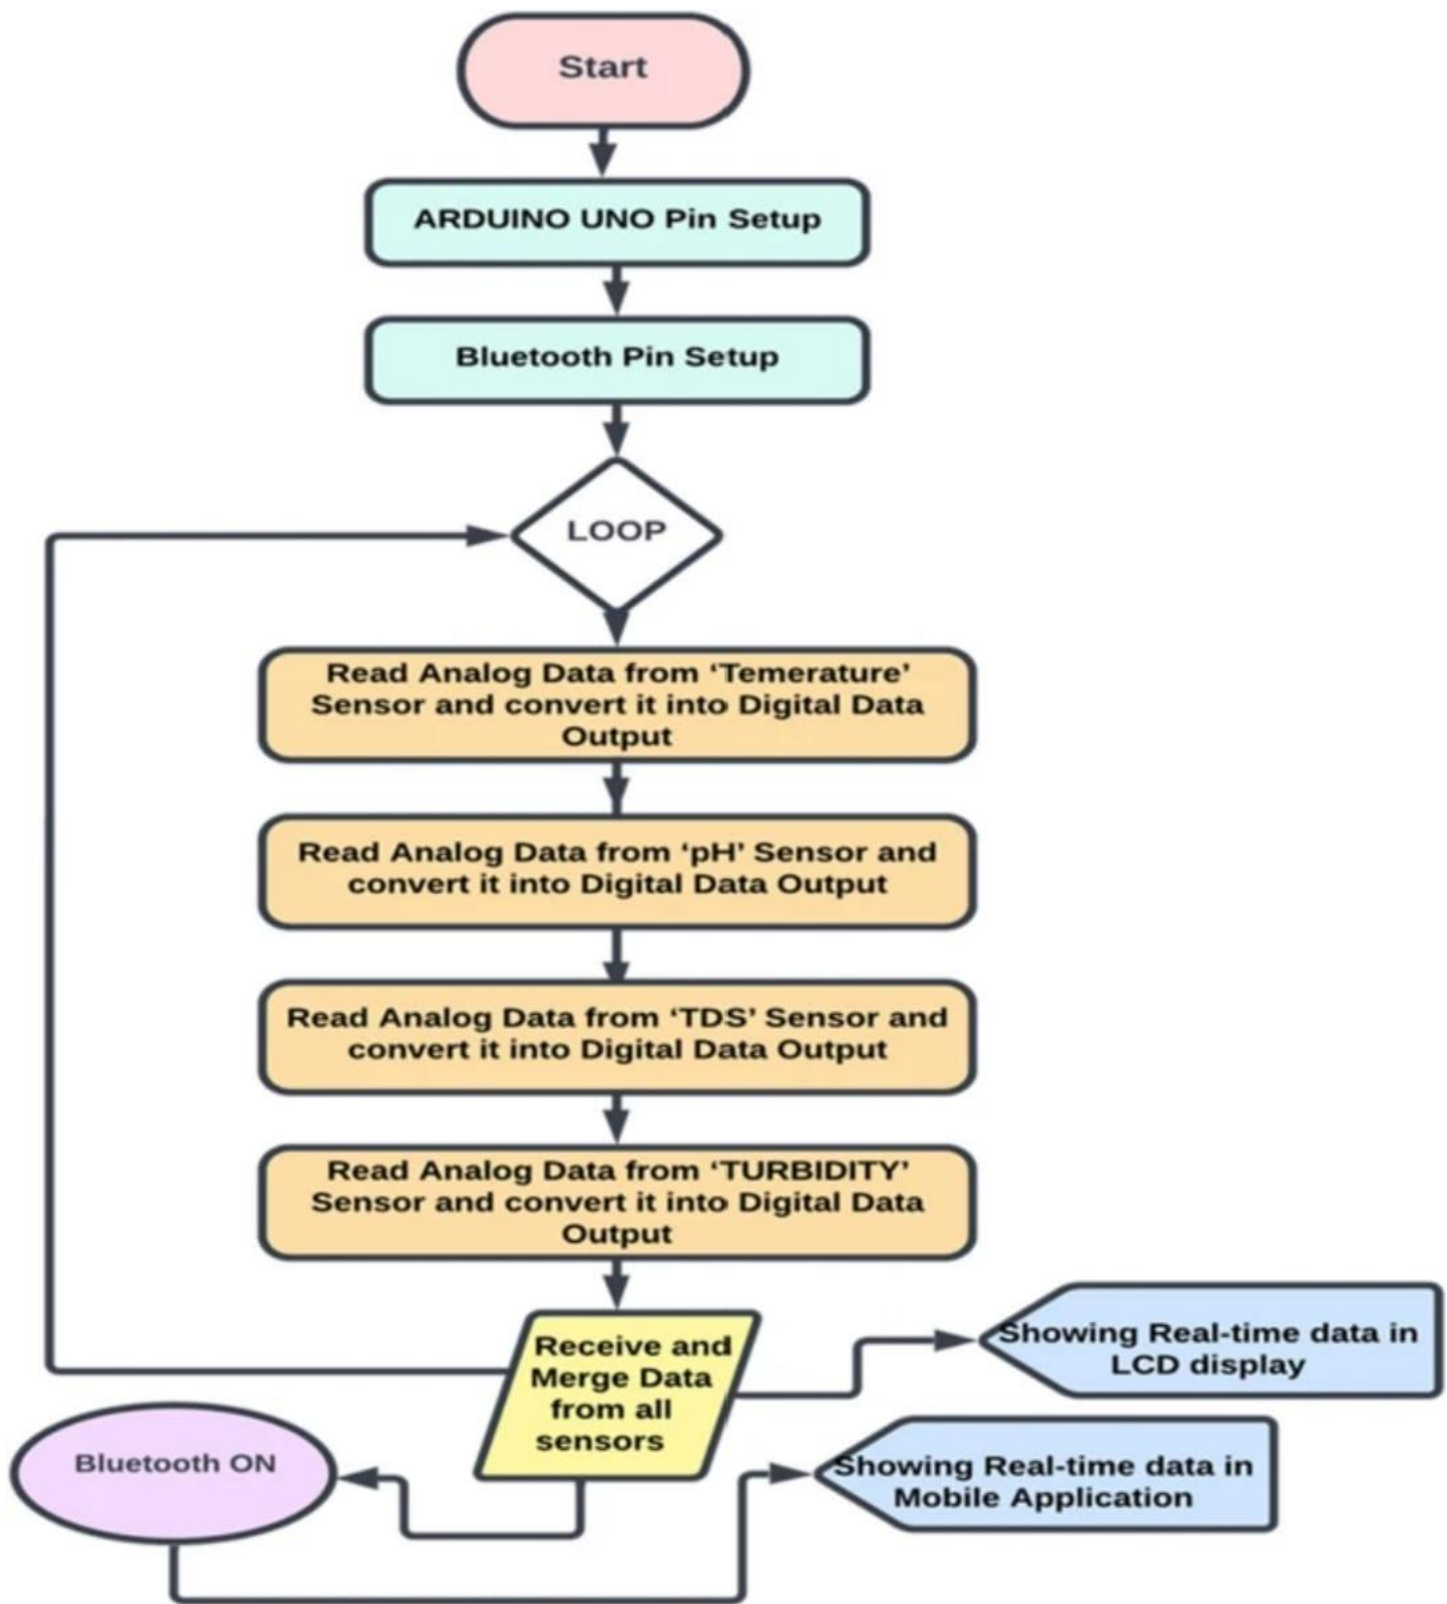 Start
ARDUINO UNO Pin Setup
Bluetooth Pin Setup
LOOP
Read Analog Data from ‘Temerature’
Sensor and convert it into Digital Data
Output
Read Analog Data from ‘pH’ Sensor and
convert it into Digital Data Output
Read Analog Data from ‘TDS’ Sensor and
convert it into Digital Data Output
Read Analog Data from ‘TURBIDITY’
Sensor and convert it into Digital Data
Output
Receive and
Merge Data
from all
sensors
Showing Real-time data in
LCD display
Bluetooth ON
Showing Real-time data in
Mobile Application